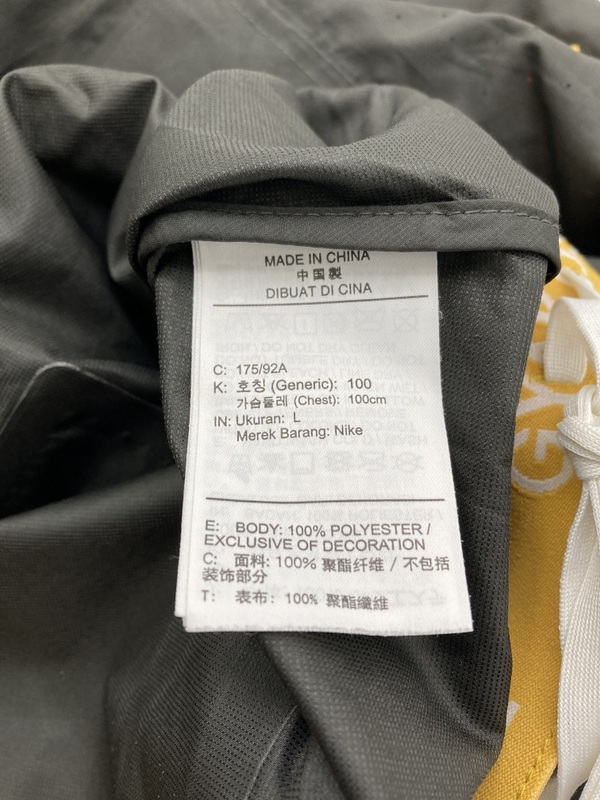 MADE IN CHINA
中国製
DIBUAT DI CINA
C: 175/92A
K: 호칭 (Generic): 100
가슴둘레 (Chest): 100cm
IN: Ukuran: L
Merek Barang: Nike
E: BODY: 100% POLYESTER /
EXCLUSIVE OF DECORATION
C: 面料: 100% 聚酯纤维 / 不包括
装饰部分
T: 表布: 100% 聚酯纖維